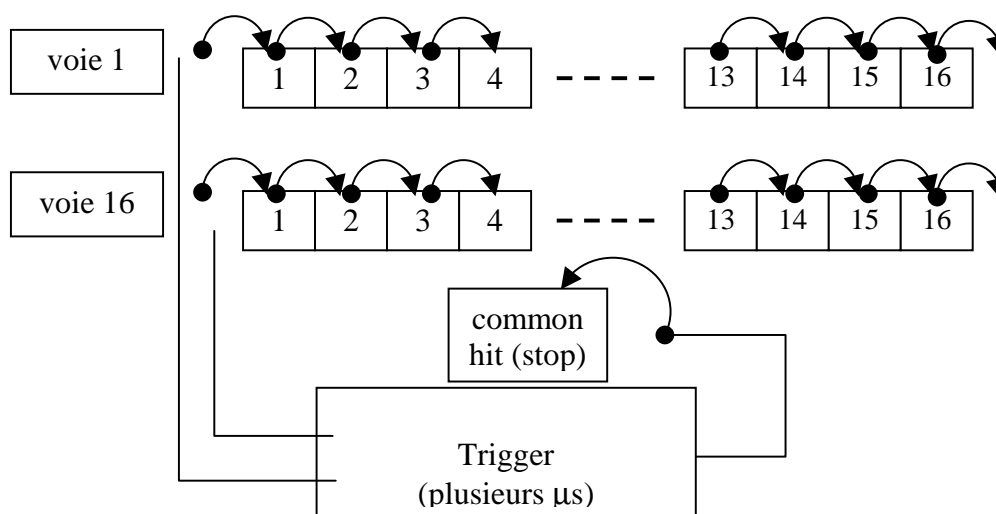 voie 1
1 2 3 4 13 14 15 16
voie 16
1 2 3 4 13 14 15 16
common
hit (stop)
Trigger
(plusieurs µs)